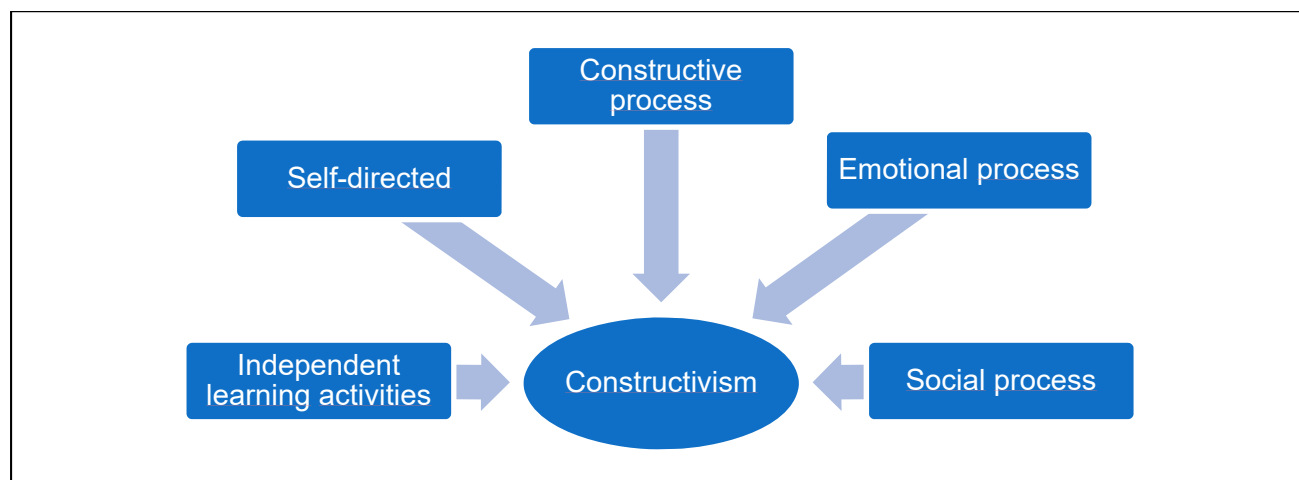 Constructive
process
Self-directed
Emotional process
Independent
learning activities
Constructivism
Social process